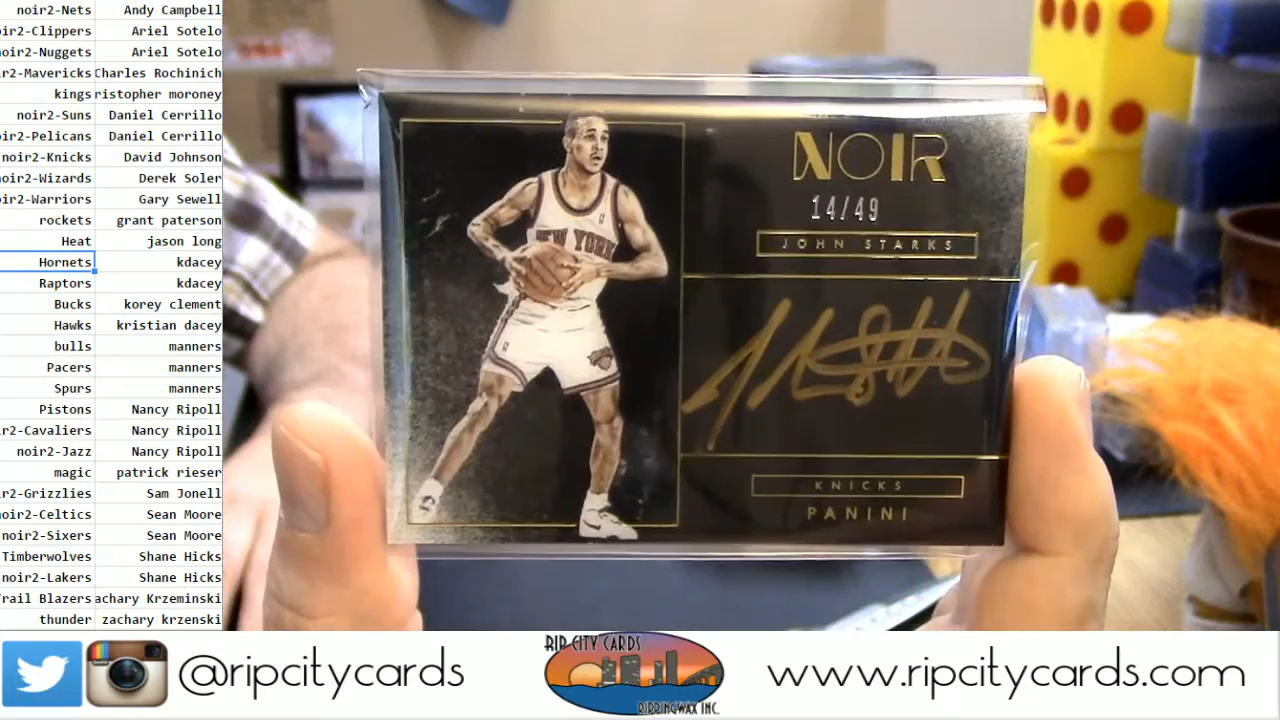 noir2-Nets Andy Campbell
oir2-Clippers Ariel Sotelo
noir2-Nuggets Ariel Sotelo
ir2-Mavericks Charles Rochinich
kings ristopher moroney
noir2-Suns Daniel Cerrillo
oir2-Pelicans Daniel Cerrillo
noir2-Knicks David Johnson
noir2-Wizards Derek Soler
oir2-Warriors Gary Sewell
rockets grant paterson
Heat jason long
Hornets kdacey
Raptors kdacey
Bucks korey clement
Hawks kristian dacey
bulls manners
Pacers manners
Spurs manners
Pistons Nancy Ripoll
r2-Cavaliers Nancy Ripoll
noir2-Jazz Nancy Ripoll
magic patrick rieser
r2-Grizzlies Sam Jonell
noir2-Celtics Sean Moore
noir2-Sixers Sean Moore
Timberwolves Shane Hicks
noir2-Lakers Shane Hicks
rail Blazers achary Krzeminski
thunder zachary krzenski
NOIR
14/49
JOHN STARKS
NEW YORK
KNICKS
PANINI
@ripcitycards
RIP CITY CARDS
RIPPINGWAX INC.
www.ripcitycards.com